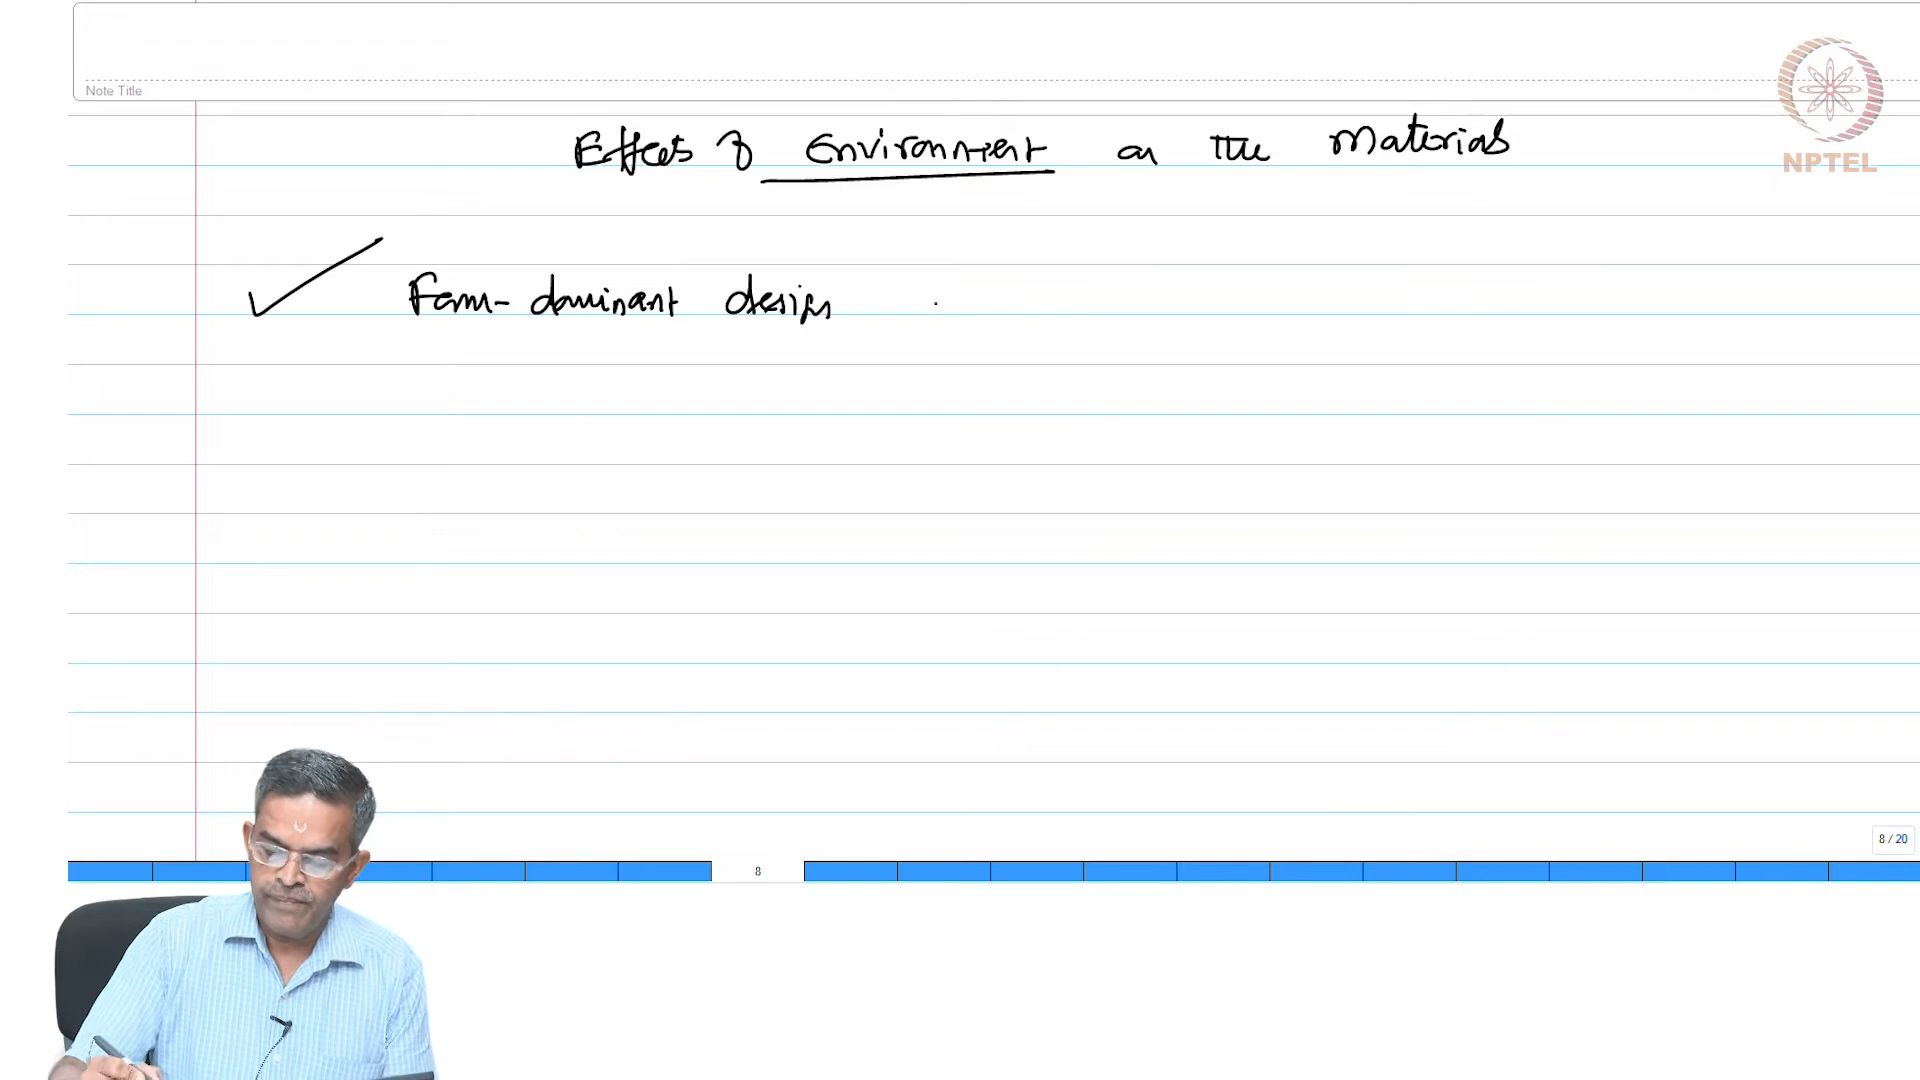 Note Title
Effects of Environment on the Materials
NPTEL
Form-dominant design
8 / 20
8